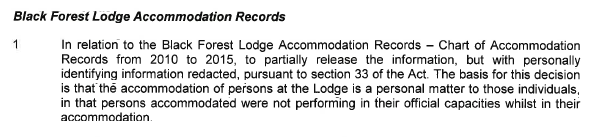 Black Forest Lodge Accommodation Records
1 In relation to the Black Forest Lodge Accommodation Records – Chart of Accommodation
Records from 2010 to 2015, to partially release the information, but with personally
identifying information redacted, pursuant to section 33 of the Act. The basis for this decision
is that the accommodation of persons at the Lodge is a personal matter to those individuals,
in that persons accommodated were not performing in their official capacities whilst in their
accommodation.